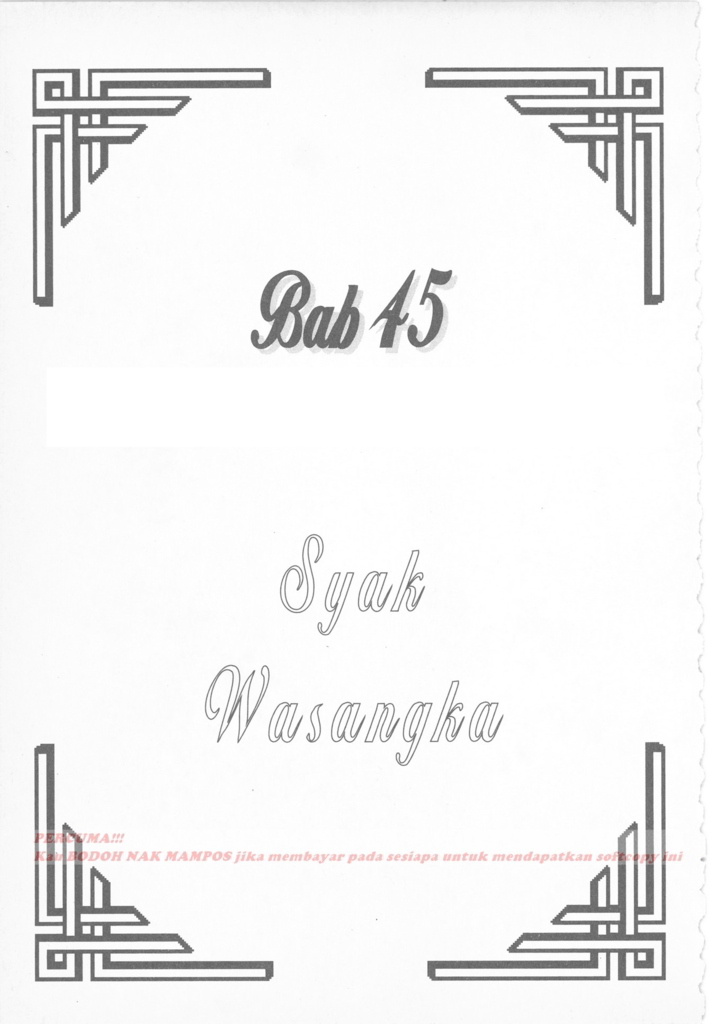 Bab 45
Syak
Wasangka
PERCUMA!!!
Kau BODOH NAK MAMPOS jika membayar pada sesiapa untuk mendapatkan softcopy ini